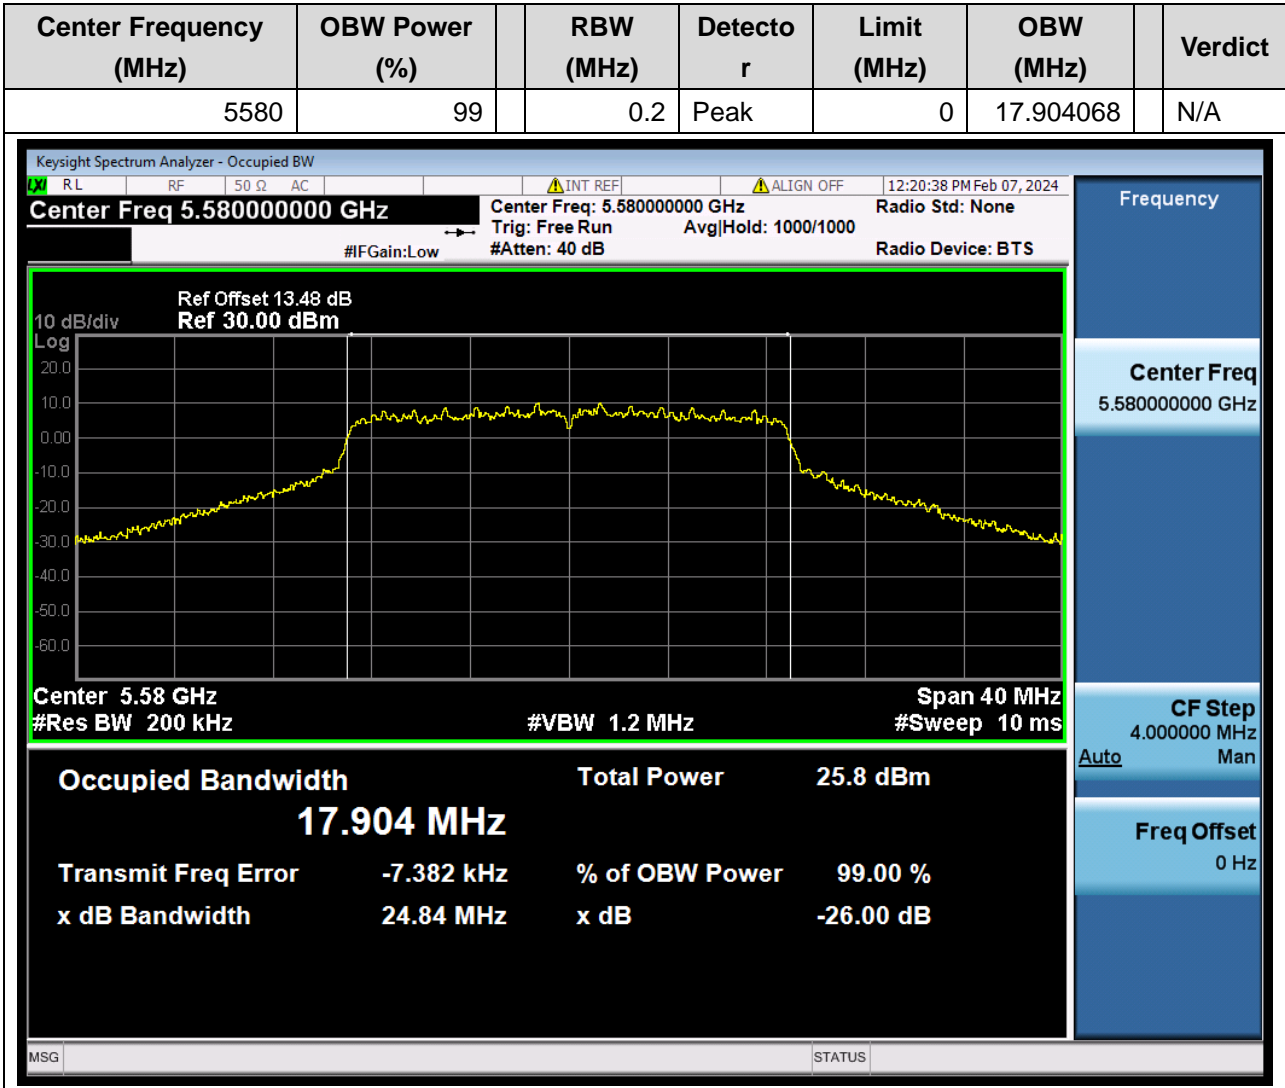 Center Frequency (MHz) OBW Power (%) RBW (MHz) Detector Limit (MHz) OBW (MHz) Verdict
5580 99 0.2 Peak 0 17.904068 N/A
Keysight Spectrum Analyzer - Occupied BW
LXI RL RF 50 Ω AC INT REF ALIGN OFF 12:20:38 PM Feb 07, 2024
Center Freq 5.580000000 GHz
Center Freq: 5.580000000 GHz
Radio Std: None
Trig: Free Run Avg|Hold: 1000/1000
#IFGain:Low
#Atten: 40 dB
Radio Device: BTS
Ref Offset 13.48 dB
10 dB/div Ref 30.00 dBm
Log
20.0
10.0
0.00
-10.0
-20.0
-30.0
-40.0
-50.0
-60.0
Center 5.58 GHz Span 40 MHz
#Res BW 200 kHz #VBW 1.2 MHz #Sweep 10 ms
Occupied Bandwidth Total Power 25.8 dBm
17.904 MHz
Transmit Freq Error -7.382 kHz % of OBW Power 99.00 %
x dB Bandwidth 24.84 MHz x dB -26.00 dB
Frequency
Center Freq
5.580000000 GHz
CF Step
4.000000 MHz
Auto Man
Freq Offset
0 Hz
MSG STATUS